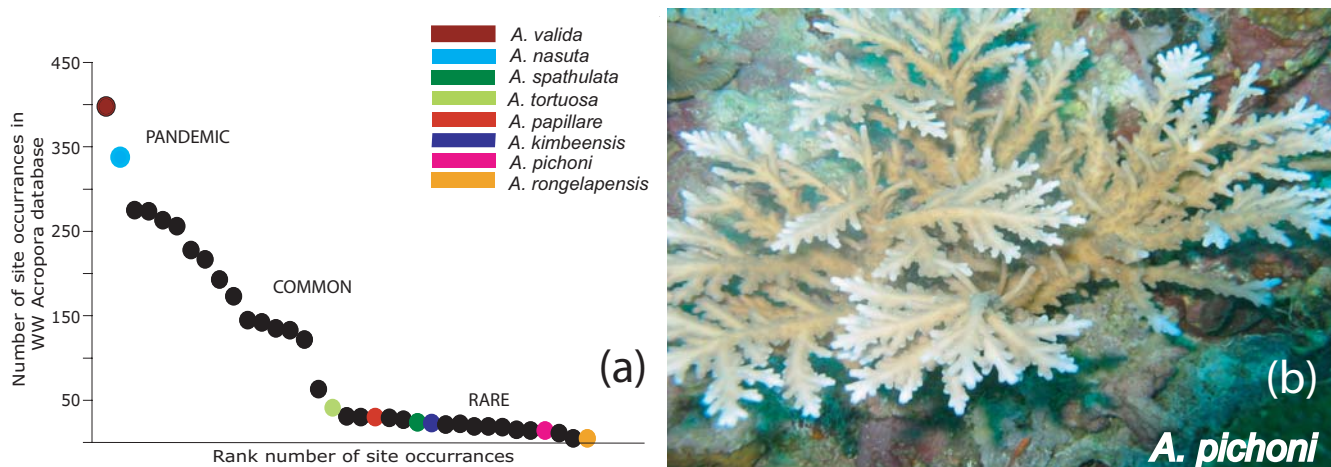 A. valida
A. nasuta
A. spathulata
A. tortuosa
A. papillare
A. kimbeensis
A. pichoni
A. rongelapensis
450
350
250
150
50
Number of site occurrences in
WW Acropora database
PANDEMIC
COMMON
RARE
(a)
Rank number of site occurrances
(b)
A. pichoni